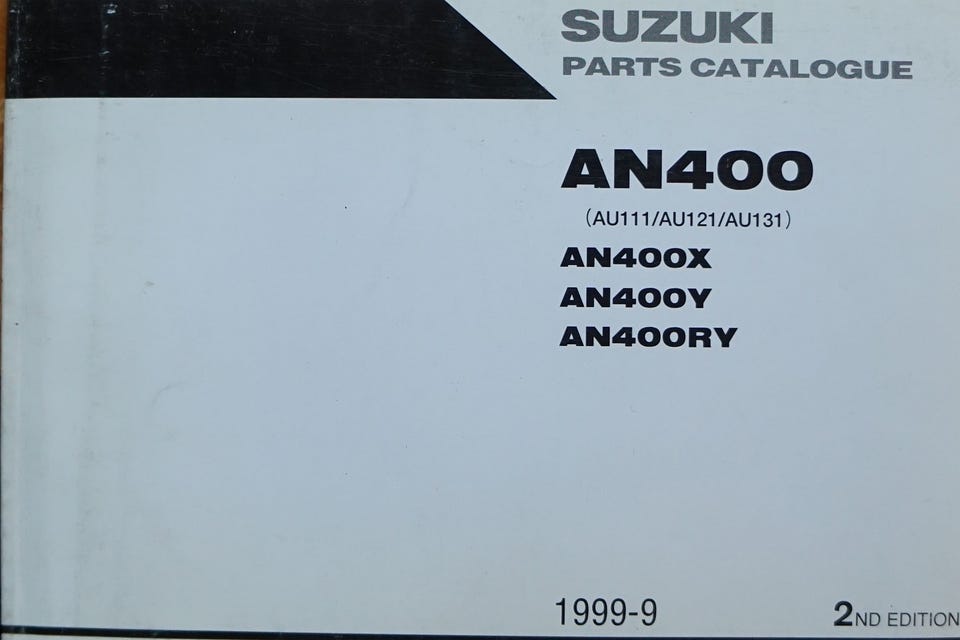 SUZUKI
PARTS CATALOGUE
AN400
(AU111/AU121/AU131)
AN400X
AN400Y
AN400RY
1999-9
2ND EDITION